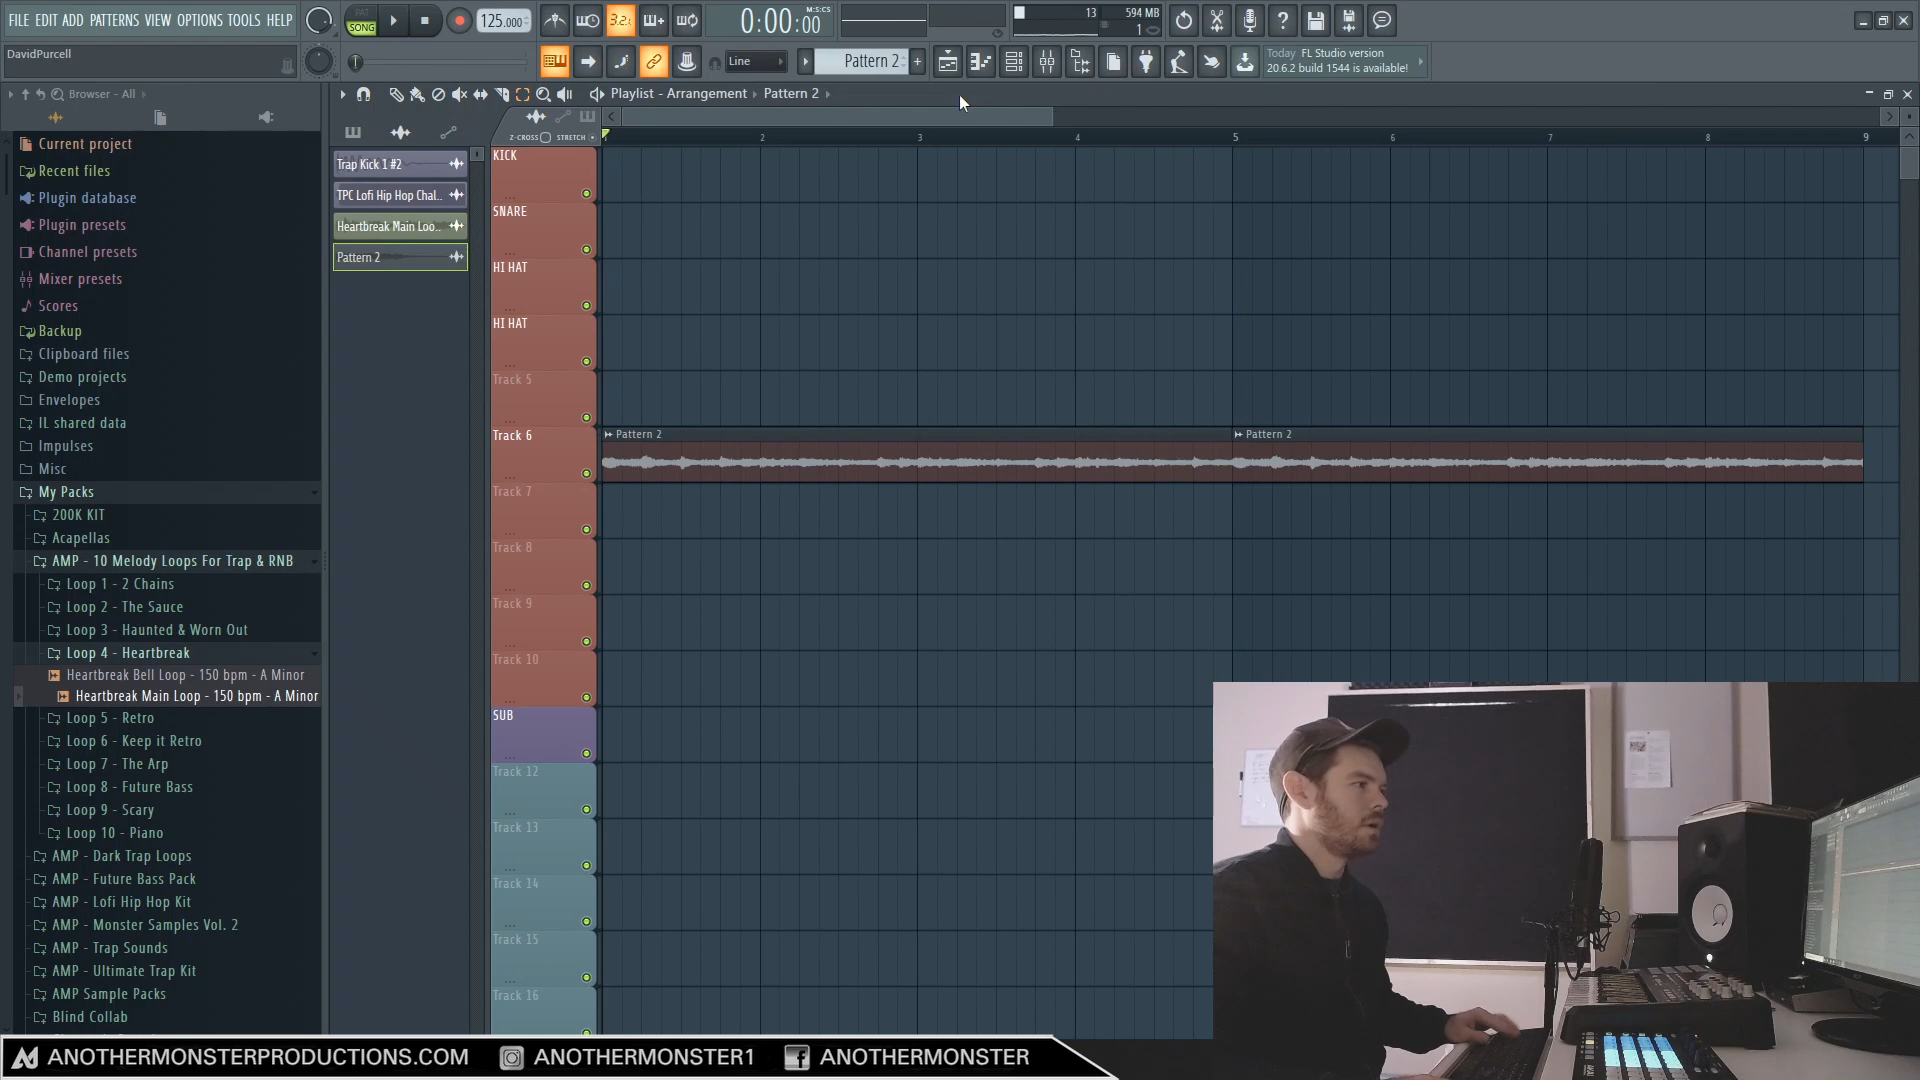 FILE EDIT ADD PATTERNS VIEW OPTIONS TOOLS HELP
PAT
SONG
125.000
3.2.
M:S:CS
0:00:00
13
594 MB
1
DavidPurcell
Line
Pattern 2
Today FL Studio version
20.6.2 build 1544 is available!
Browser - All
Playlist - Arrangement
Pattern 2
Z-CROSS
STRETCH
2
3
4
5
6
7
8
9
Current project
Recent files
Plugin database
Plugin presets
Channel presets
Mixer presets
Scores
Backup
Clipboard files
Demo projects
Envelopes
IL shared data
Impulses
Misc
My Packs
200K KIT
Acapellas
AMP - 10 Melody Loops For Trap & RNB
Loop 1 - 2 Chains
Loop 2 - The Sauce
Loop 3 - Haunted & Worn Out
Loop 4 - Heartbreak
Heartbreak Bell Loop - 150 bpm - A Minor
Heartbreak Main Loop - 150 bpm - A Minor
Loop 5 - Retro
Loop 6 - Keep it Retro
Loop 7 - The Arp
Loop 8 - Future Bass
Loop 9 - Scary
Loop 10 - Piano
AMP - Dark Trap Loops
AMP - Future Bass Pack
AMP - Lofi Hip Hop Kit
AMP - Monster Samples Vol. 2
AMP - Trap Sounds
AMP - Ultimate Trap Kit
AMP Sample Packs
Blind Collab
Trap Kick 1 #2
TPC Lofi Hip Hop Chal..
Heartbreak Main Loo..
Pattern 2
KICK
SNARE
HI HAT
HI HAT
Track 5
Track 6
Track 7
Track 8
Track 9
Track 10
SUB
Track 12
Track 13
Track 14
Track 15
Track 16
Pattern 2
Pattern 2
ANOTHERMONSTERPRODUCTIONS.COM
ANOTHERMONSTER1
ANOTHERMONSTER